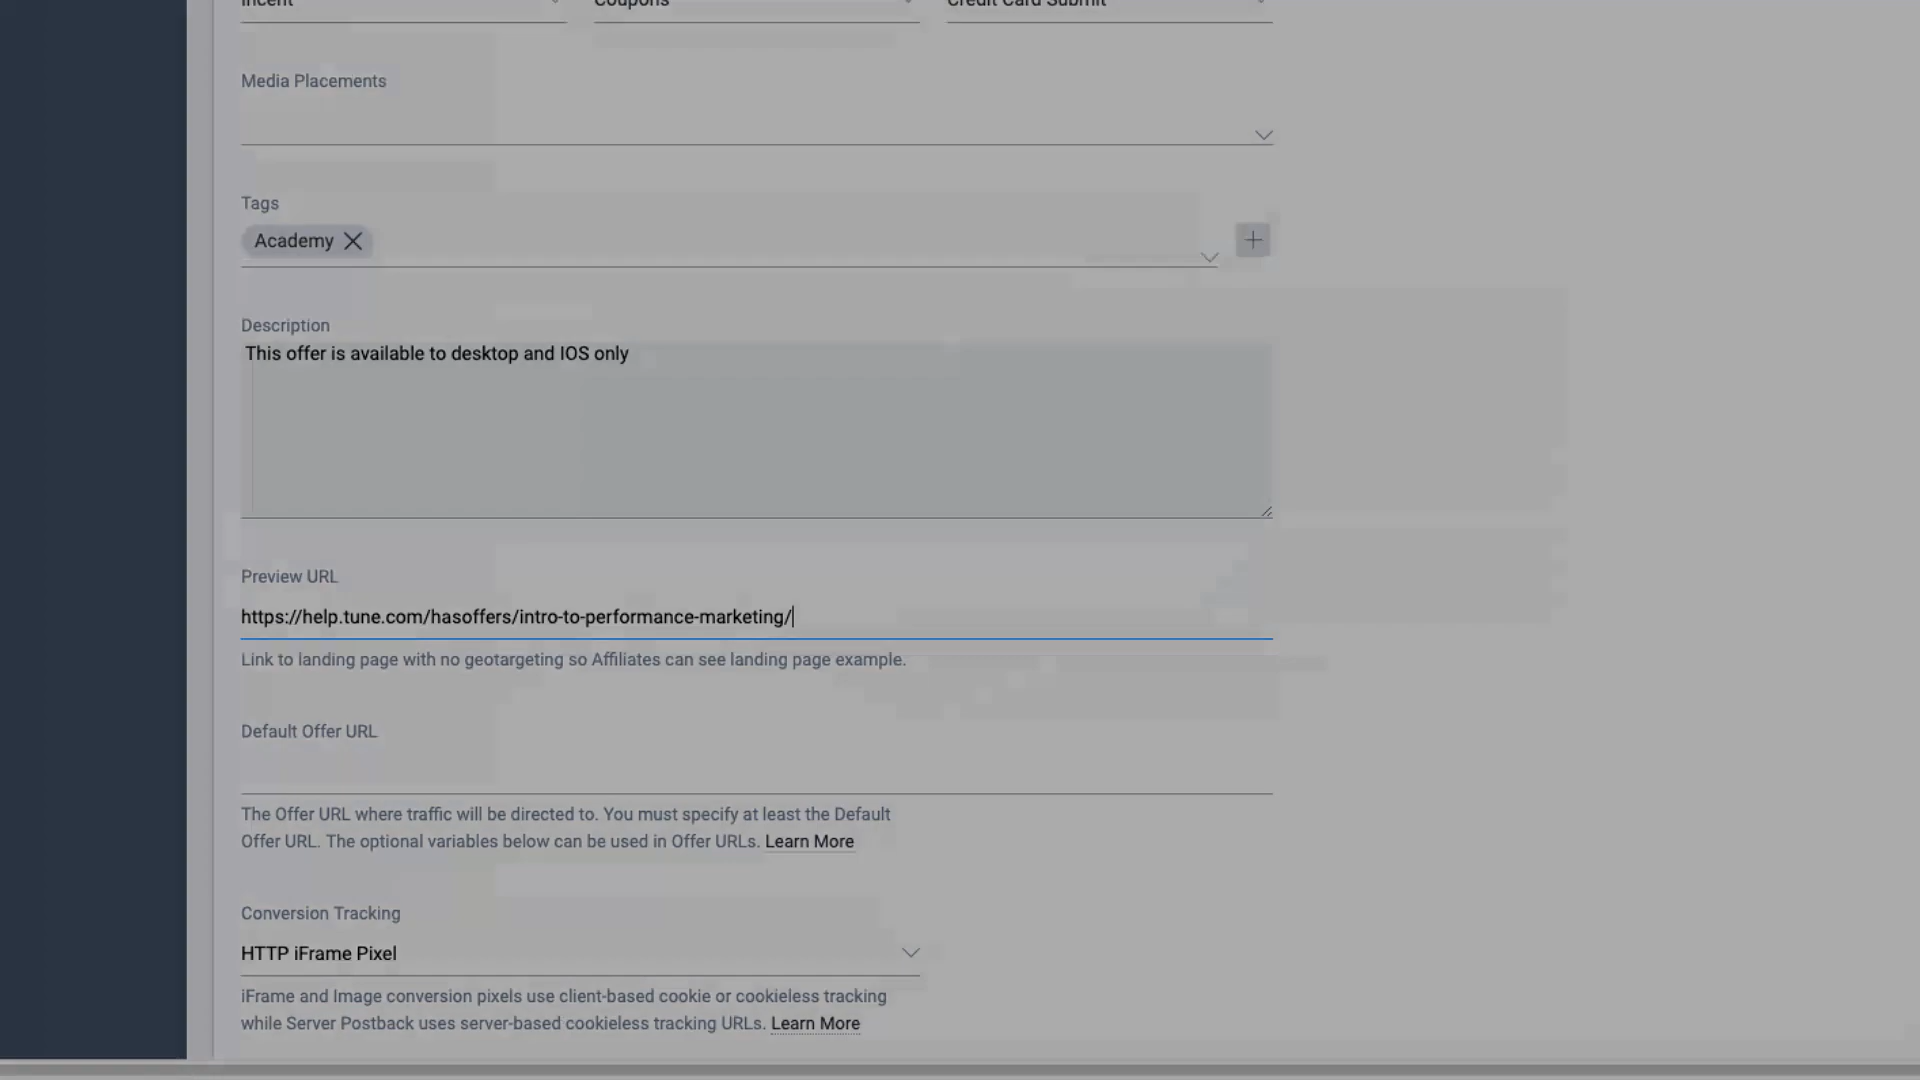 Incent Coupons Credit Card Submit
Media Placements
Tags
Academy
Description
This offer is available to desktop and IOS only
Preview URL
https://help.tune.com/hasoffers/intro-to-performance-marketing/
Link to landing page with no geotargeting so Affiliates can see landing page example.
Default Offer URL
The Offer URL where traffic will be directed to. You must specify at least the Default
Offer URL. The optional variables below can be used in Offer URLs. Learn More
Conversion Tracking
HTTP iFrame Pixel
iFrame and Image conversion pixels use client-based cookie or cookieless tracking
while Server Postback uses server-based cookieless tracking URLs. Learn More